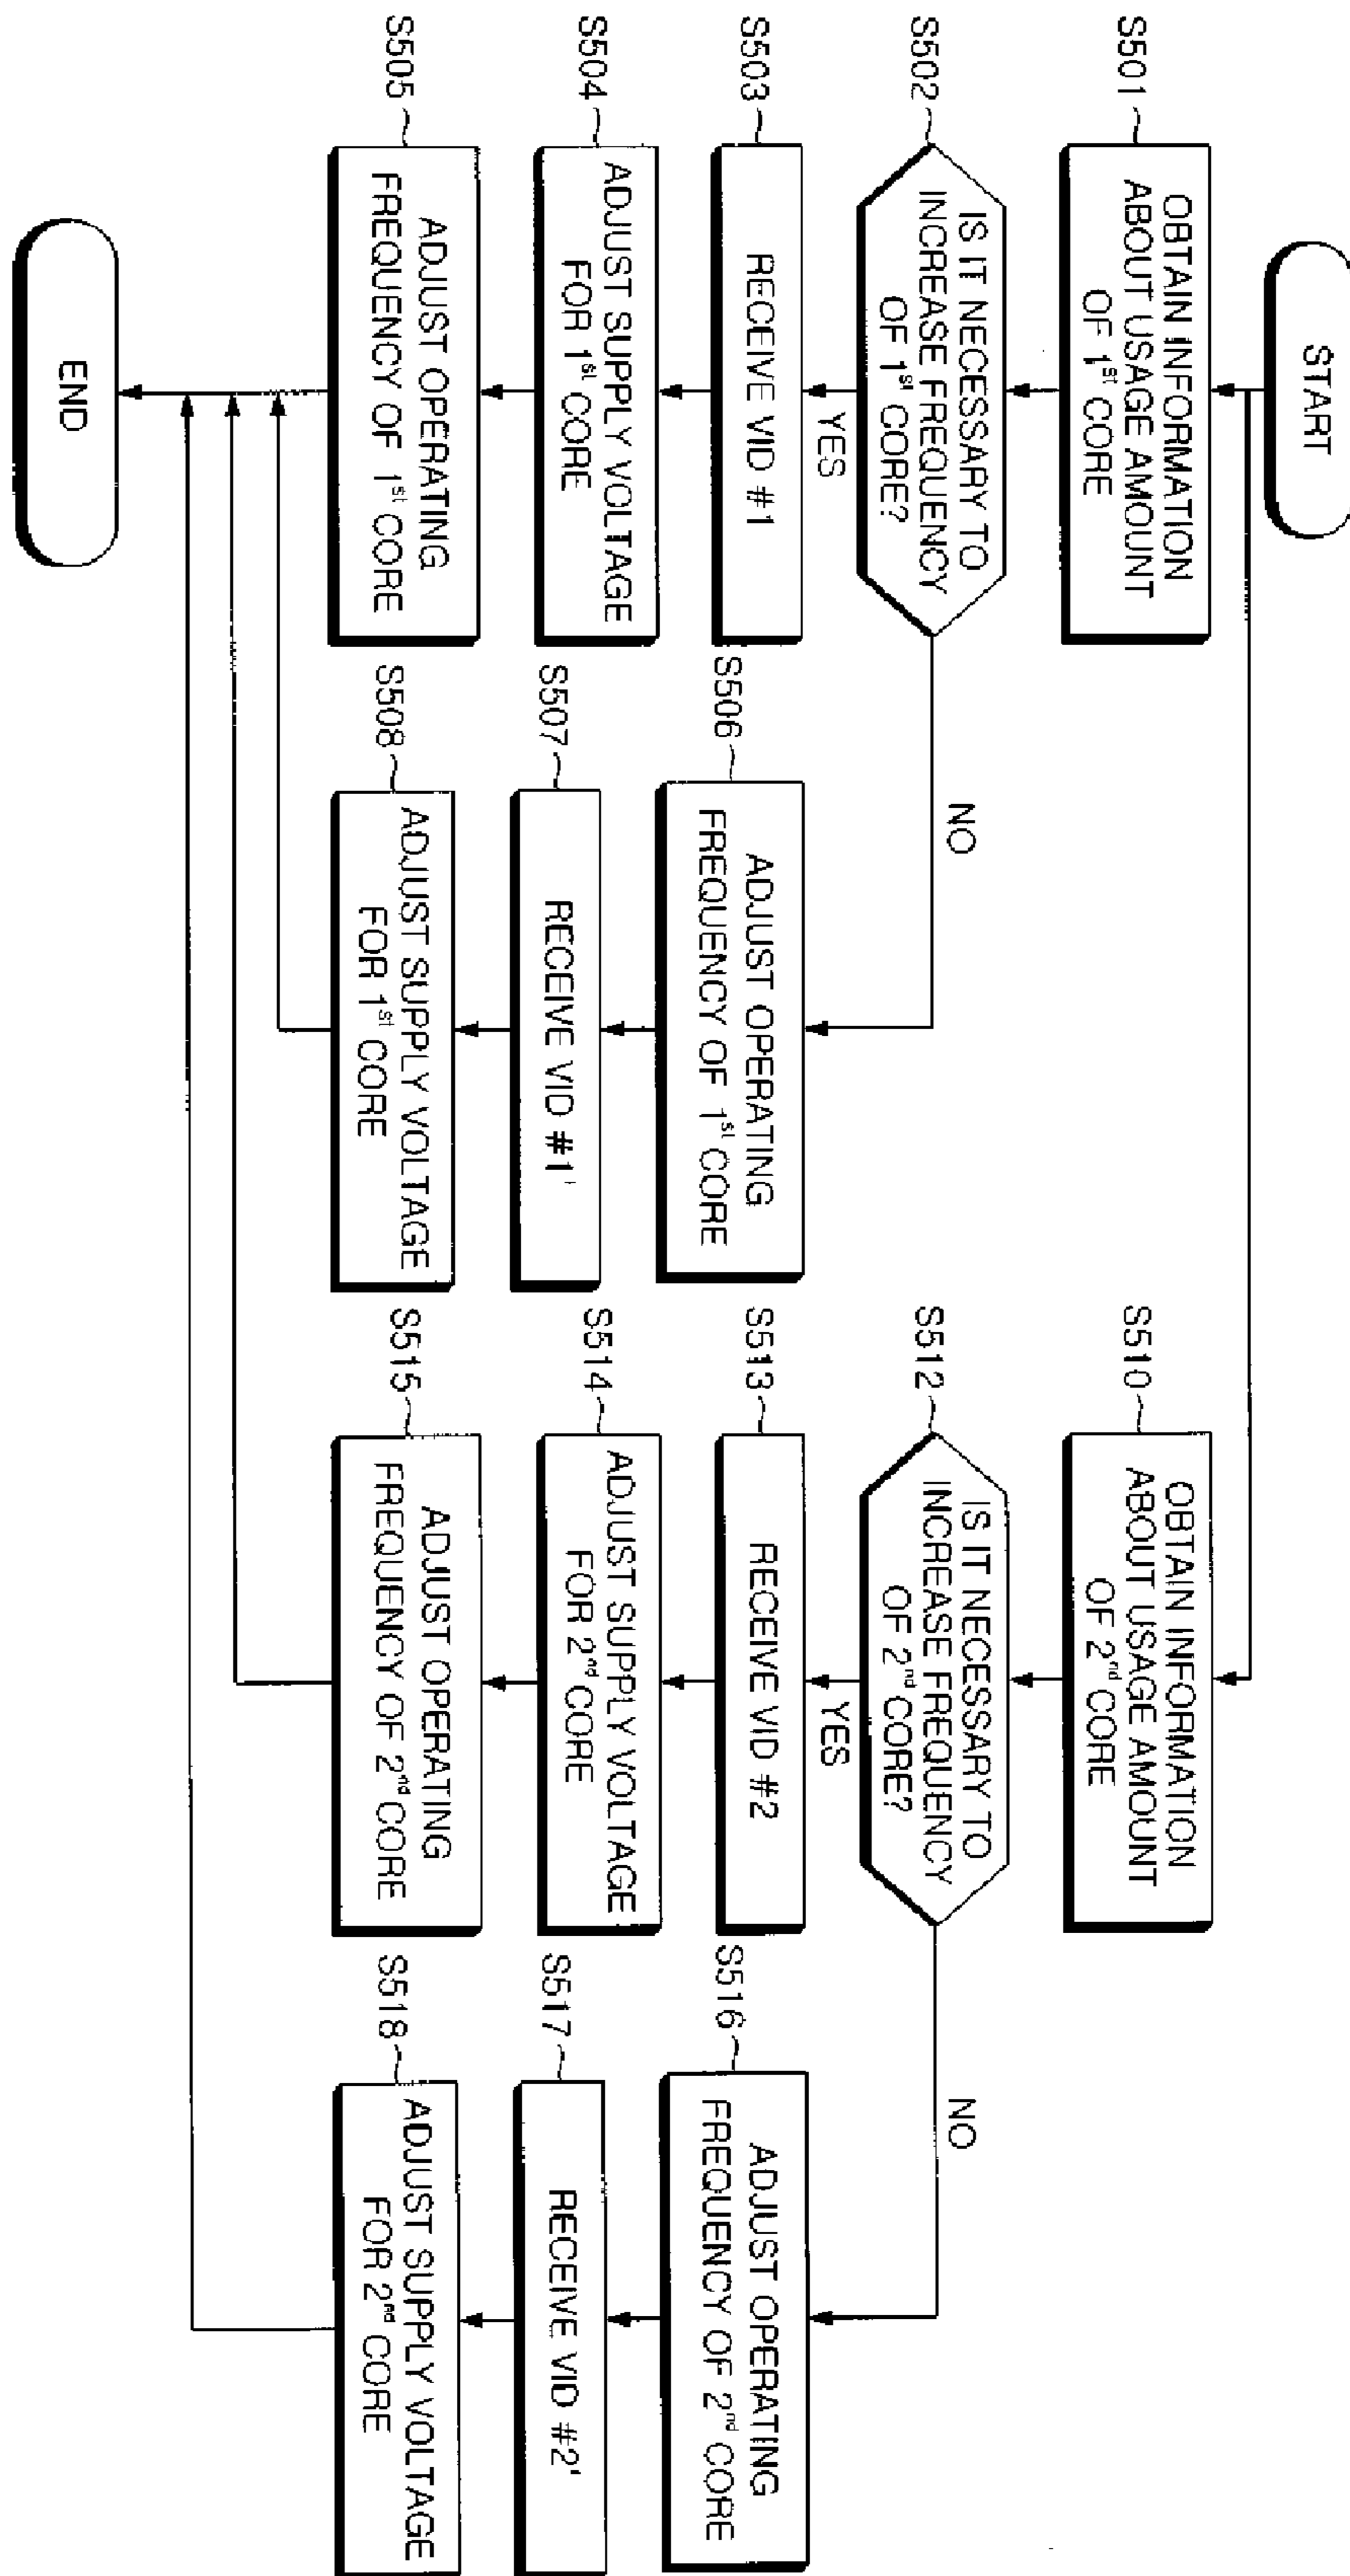 START
S501
OBTAIN INFORMATION
ABOUT USAGE AMOUNT
OF 1st CORE
S510
OBTAIN INFORMATION
ABOUT USAGE AMOUNT
OF 2nd CORE
S502
IS IT NECESSARY TO
INCREASE FREQUENCY
OF 1st CORE?
NO
S512
IS IT NECESSARY TO
INCREASE FREQUENCY
OF 2nd CORE?
NO
YES
YES
S503
RECEIVE VID #1
S506
ADJUST OPERATING
FREQUENCY OF 1st CORE
S513
RECEIVE VID #2
S516
ADJUST OPERATING
FREQUENCY OF 2nd CORE
S504
ADJUST SUPPLY VOLTAGE
FOR 1st CORE
S507
RECEIVE VID #1'
S514
ADJUST SUPPLY VOLTAGE
FOR 2nd CORE
S517
RECEIVE VID #2'
S505
ADJUST OPERATING
FREQUENCY OF 1st CORE
S508
ADJUST SUPPLY VOLTAGE
FOR 1st CORE
S515
ADJUST OPERATING
FREQUENCY OF 2nd CORE
S518
ADJUST SUPPLY VOLTAGE
FOR 2nd CORE
END